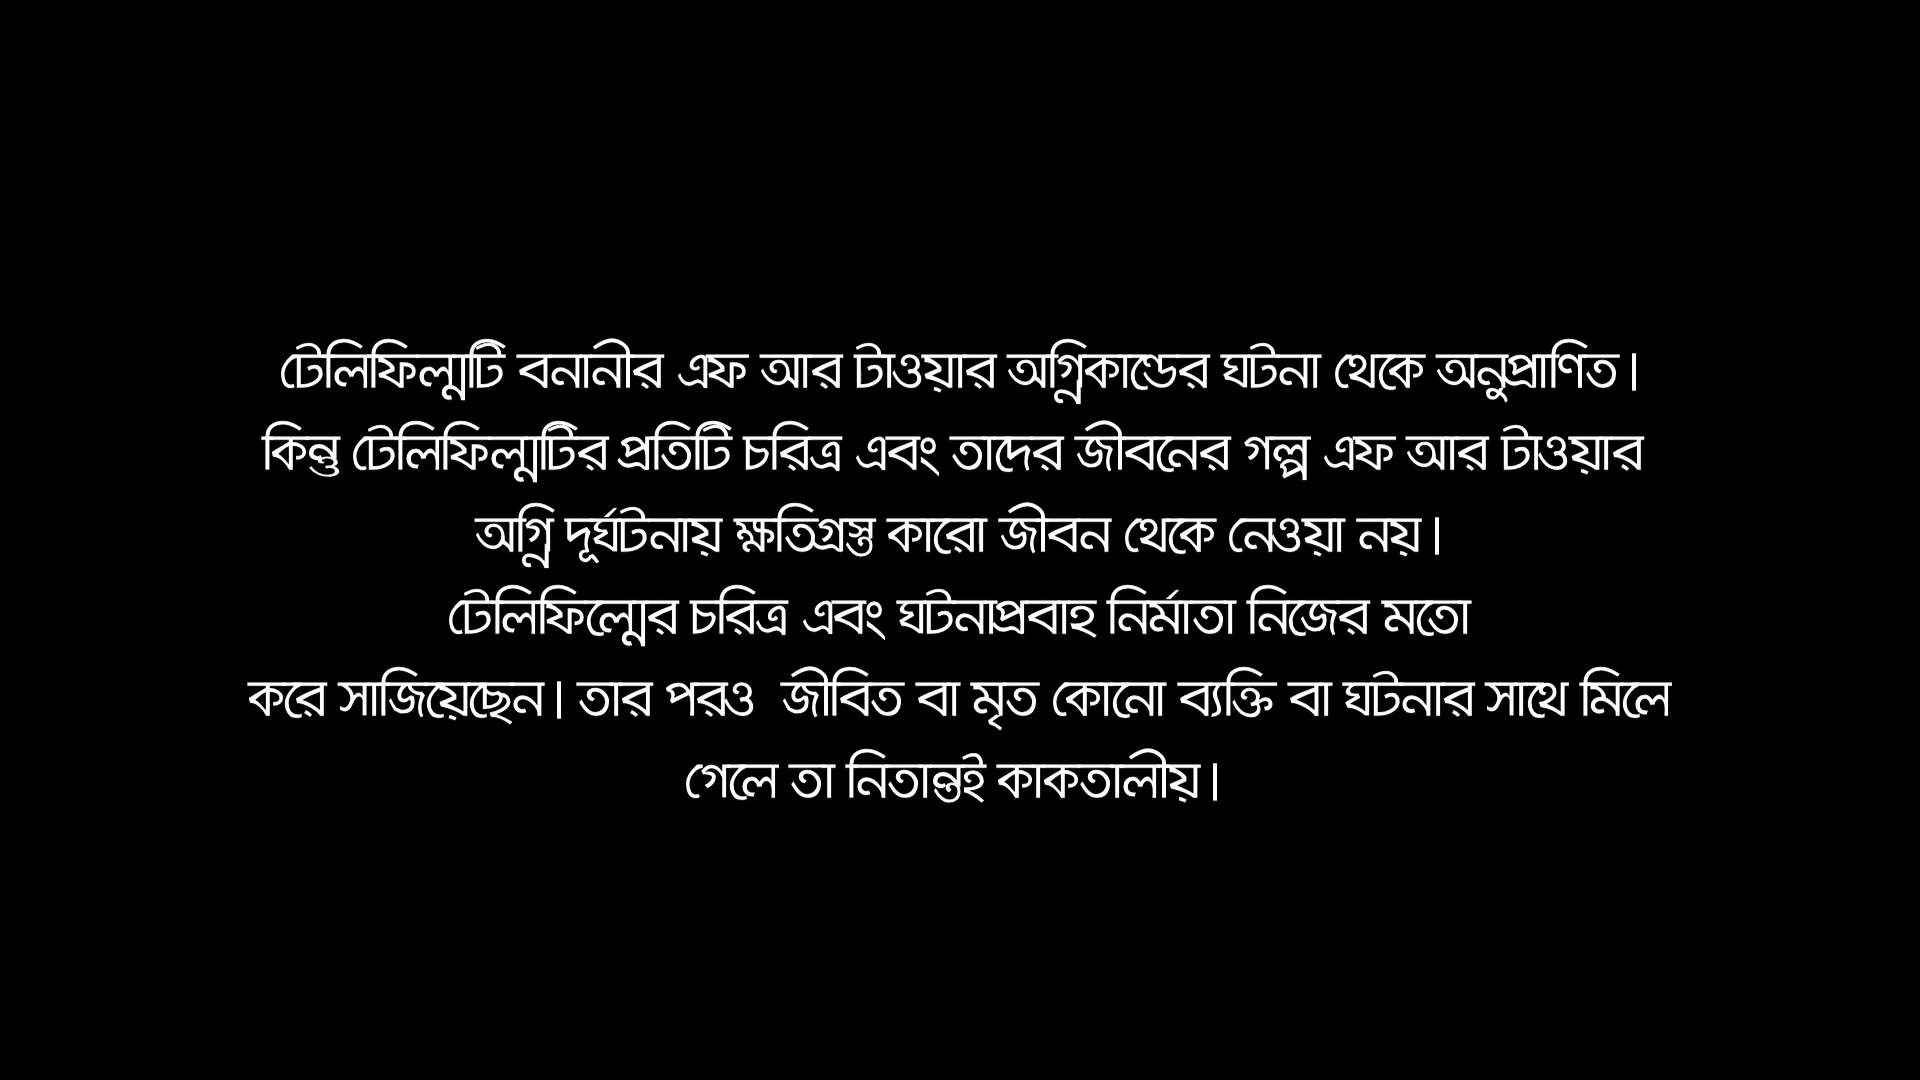 টেলিফিল্মটি বনানীর এফ আর টাওয়ার অগ্নিকান্ডের ঘটনা থেকে অনুপ্রাণিত।
কিন্তু টেলিফিল্মটির প্রতিটি চরিত্র এবং তাদের জীবনের গল্প এফ আর টাওয়ার
অগ্নি দূর্ঘটনায় ক্ষতিগ্রস্ত কারো জীবন থেকে নেওয়া নয়।
টেলিফিল্মের চরিত্র এবং ঘটনাপ্রবাহ নির্মাতা নিজের মতো
করে সাজিয়েছেন। তার পরও জীবিত বা মৃত কোনো ব্যক্তি বা ঘটনার সাথে মিলে
গেলে তা নিতান্তই কাকতালীয়।